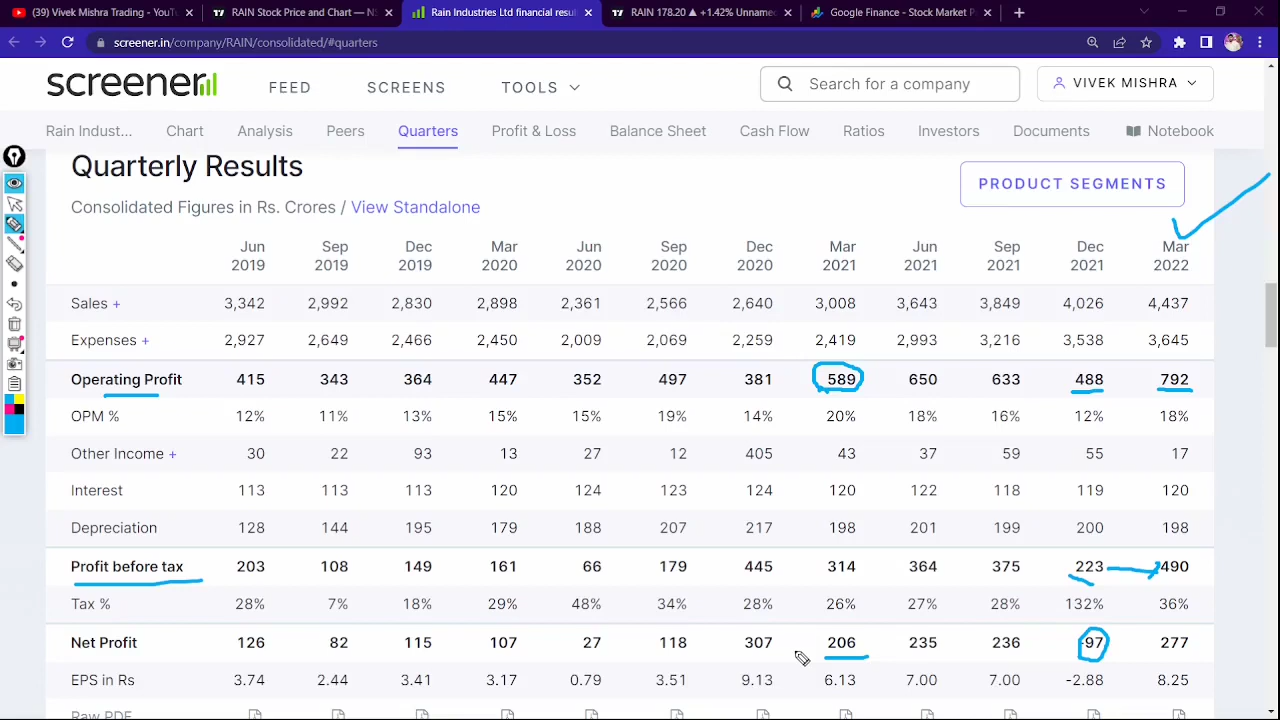 (39) Vivek Mishra Trading - YouT
RAIN Stock Price and Chart — NS
Rain Industries Ltd financial resul
RAIN 178.20 ▲ +1.42% Unname
Google Finance - Stock Market P
screener.in/company/RAIN/consolidated/#quarters
screener
FEED SCREENS TOOLS
Search for a company
VIVEK MISHRA
Rain Indust... Chart Analysis Peers Quarters Profit & Loss Balance Sheet Cash Flow Ratios Investors Documents Notebook
Quarterly Results
PRODUCT SEGMENTS
Consolidated Figures in Rs. Crores / View Standalone
Jun Sep Dec Mar Jun Sep Dec Mar Jun Sep Dec Mar
2019 2019 2019 2020 2020 2020 2020 2021 2021 2021 2021 2022
Sales + 3,342 2,992 2,830 2,898 2,361 2,566 2,640 3,008 3,643 3,849 4,026 4,437
Expenses + 2,927 2,649 2,466 2,450 2,009 2,069 2,259 2,419 2,993 3,216 3,538 3,645
Operating Profit 415 343 364 447 352 497 381 589 650 633 488 792
OPM % 12% 11% 13% 15% 15% 19% 14% 20% 18% 16% 12% 18%
Other Income + 30 22 93 13 27 12 405 43 37 59 55 17
Interest 113 113 113 120 124 123 124 120 122 118 119 120
Depreciation 128 144 195 179 188 207 217 198 201 199 200 198
Profit before tax 203 108 149 161 66 179 445 314 364 375 223 490
Tax % 28% 7% 18% 29% 48% 34% 28% 26% 27% 28% 132% 36%
Net Profit 126 82 115 107 27 118 307 206 235 236 -97 277
EPS in Rs 3.74 2.44 3.41 3.17 0.79 3.51 9.13 6.13 7.00 7.00 -2.88 8.25
Raw PDF